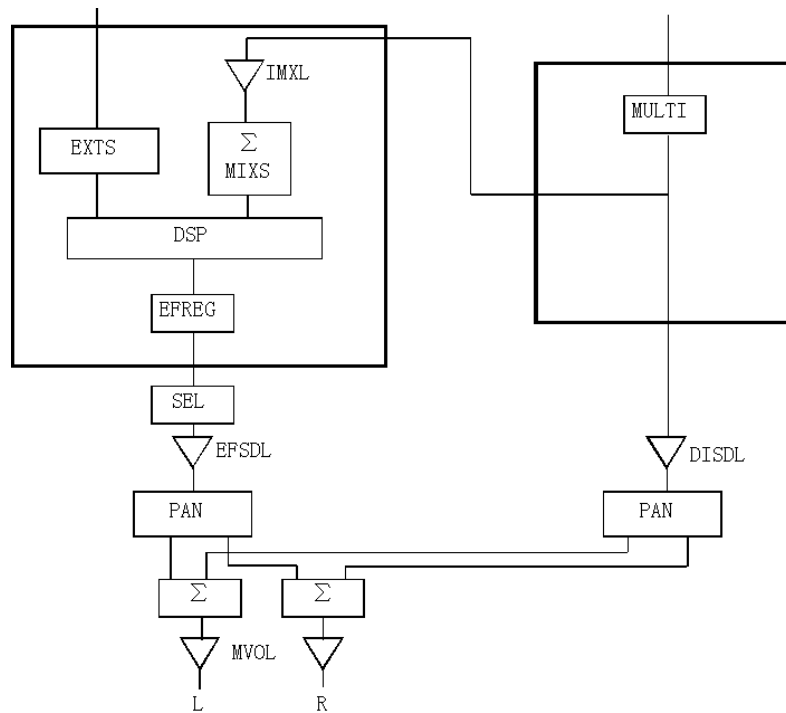 IMXL
MULTI
EXTS
Σ
MIXS
DSP
EFREG
SEL
EFSDL
DISDL
PAN
PAN
Σ
Σ
MVOL
L
R